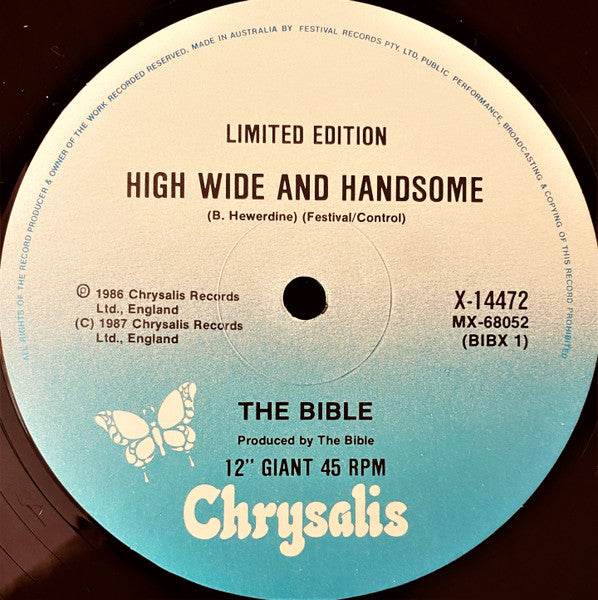 ALL RIGHTS OF THE RECORD PRODUCER & OWNER OF THE WORK RECORDED RESERVED. MADE IN AUSTRALIA BY FESTIVAL RECORDS PTY. LTD. PUBLIC PERFORMANCE, BROADCASTING & COPYING OF THIS RECORD PROHIBITED
LIMITED EDITION
HIGH WIDE AND HANDSOME
(B. Hewerdine) (Festival/Control)
Ⓟ 1986 Chrysalis Records
Ltd., England
(C) 1987 Chrysalis Records
Ltd., England
X-14472
MX-68052
(BIBX 1)
THE BIBLE
Produced by The Bible
12" GIANT 45 RPM
Chrysalis